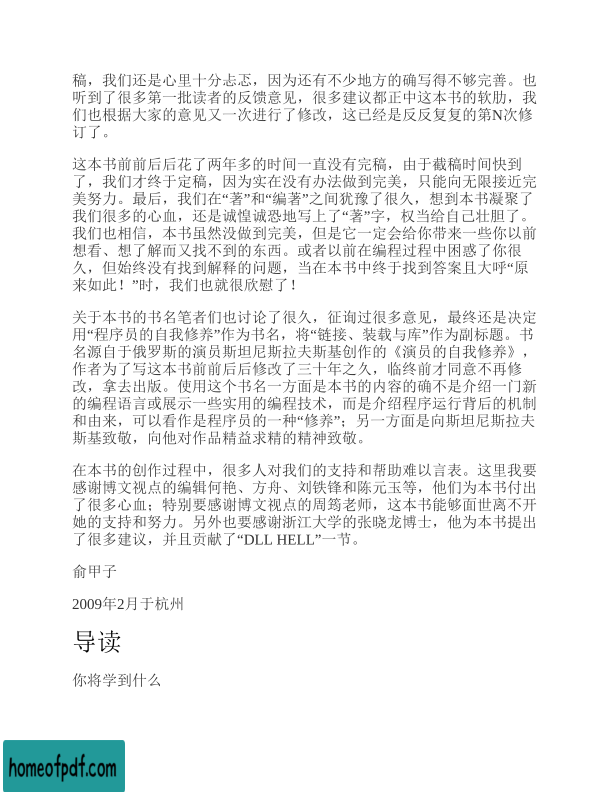 稿，我们还是心里十分忐忑，因为还有不少地方的确写得不够完善。也
听到了很多第一批读者的反馈意见，很多建议都正中这本书的软肋，我
们也根据大家的意见又一次进行了修改，这已经是反反复复的第N次修
订了。
这本书前前后后花了两年多的时间一直没有完稿，由于截稿时间快到
了，我们才终于定稿，因为实在没有办法做到完美，只能向无限接近完
美努力。最后，我们在“著”和“编著”之间犹豫了很久，想到本书凝聚了
我们很多的心血，还是诚惶诚恐地写上了“著”字，权当给自己壮胆了。
我们也相信，本书虽然没做到完美，但是它一定会给你带来一些你以前
想看、想了解而又找不到的东西。或者以前在编程过程中困惑了你很
久，但始终没有找到解释的问题，当在本书中终于找到答案且大呼“原
来如此！”时，我们也就很欣慰了！
关于本书的书名笔者们也讨论了很久，征询过很多意见，最终还是决定
用“程序员的自我修养”作为书名，将“链接、装载与库”作为副标题。书
名源自于俄罗斯的演员斯坦尼斯拉夫斯基创作的《演员的自我修养》，
作者为了写这本书前前后后修改了三十年之久，临终前才同意不再修
改，拿去出版。使用这个书名一方面是本书的内容的确不是介绍一门新
的编程语言或展示一些实用的编程技术，而是介绍程序运行背后的机制
和由来，可以看作是程序员的一种“修养”；另一方面是向斯坦尼斯拉夫
斯基致敬，向他对作品精益求精的精神致敬。
在本书的创作过程中，很多人对我们的支持和帮助难以言表。这里我要
感谢博文视点的编辑何艳、方舟、刘铁锋和陈元玉等，他们为本书付出
了很多心血；特别要感谢博文视点的周筠老师，这本书能够面世离不开
她的支持和努力。另外也要感谢浙江大学的张晓龙博士，他为本书提出
了很多建议，并且贡献了“DLL HELL”一节。
俞甲子
2009年2月于杭州
导读
你将学到什么
homeofpdf.com